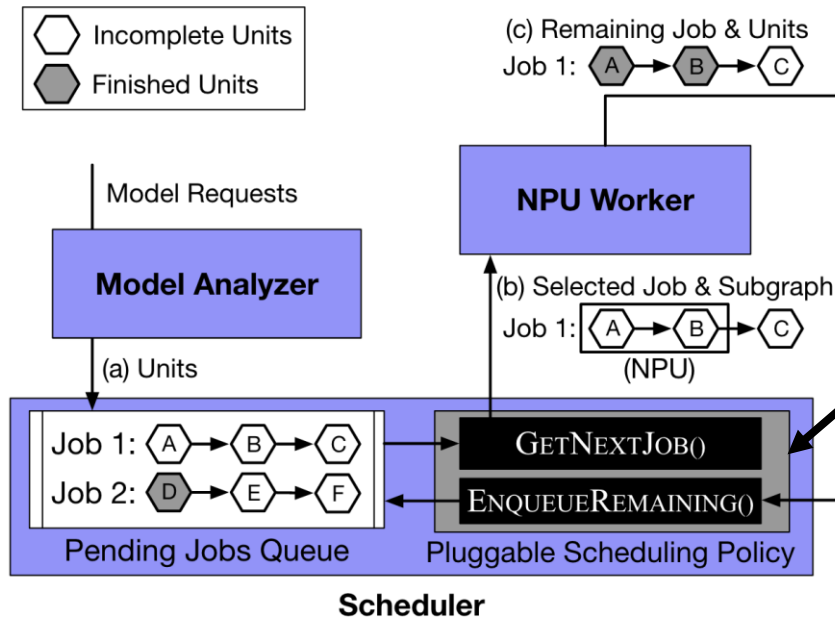 Incomplete Units
Finished Units
(c) Remaining Job & Units
Job 1: A B C
Model Requests
NPU Worker
Model Analyzer
(b) Selected Job & Subgraph
Job 1: A B C
(NPU)
(a) Units
Job 1: A B C
Job 2: D E F
GETNEXTJOB()
ENQUEUEREMAINING()
Pending Jobs Queue
Pluggable Scheduling Policy
Scheduler